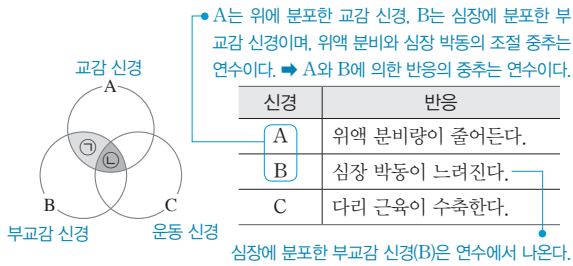 A는 위에 분포한 교감 신경, B는 심장에 분포한 부
교감 신경이며, 위액 분비와 심장 박동의 조절 중추는
연수이다. ➡ A와 B에 의한 반응의 중추는 연수이다.
교감 신경
A
㉠
㉡
B
C
부교감 신경
운동 신경
신경 반응
A 위액 분비량이 줄어든다.
B 심장 박동이 느려진다.
C 다리 근육이 수축한다.
심장에 분포한 부교감 신경(B)은 연수에서 나온다.